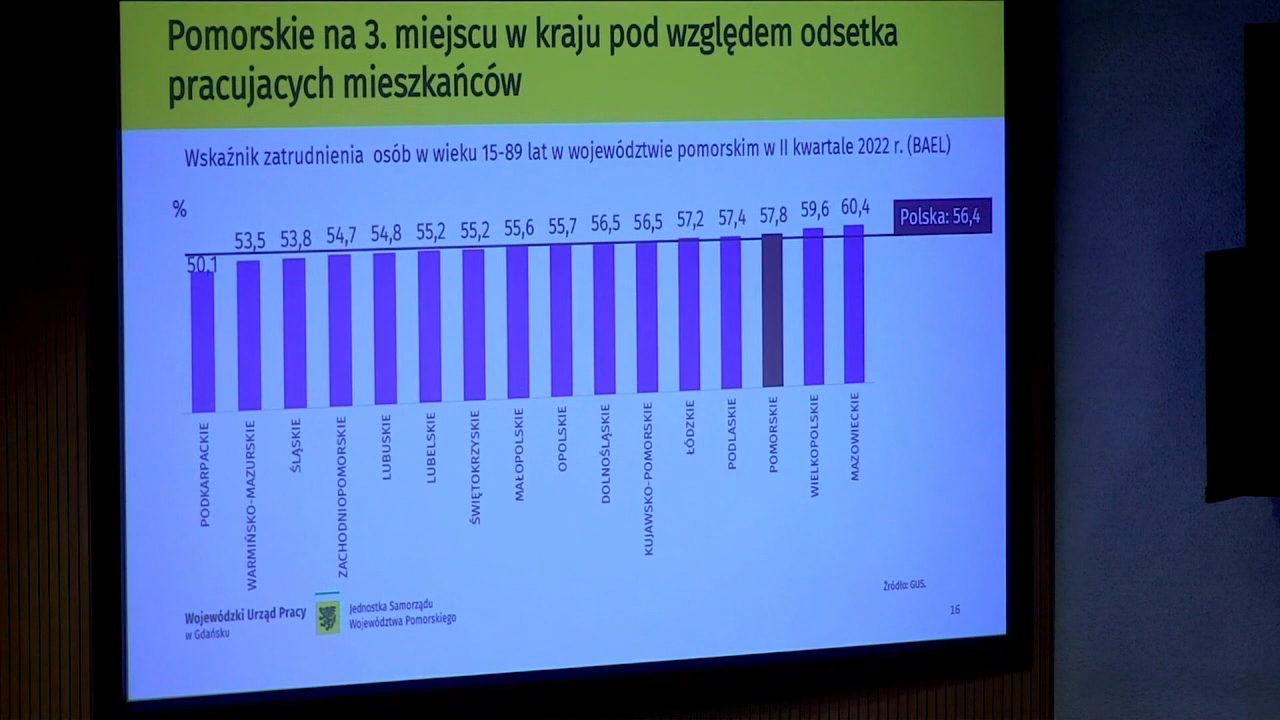 Pomorskie na 3. miejscu w kraju pod względem odsetka
pracujacych mieszkańców
Wskaźnik zatrudnienia osób w wieku 15-89 lat w województwie pomorskim w II kwartale 2022 r. (BAEL)
%
Polska: 56,4
50,1
53,5
53,8
54,7
54,8
55,2
55,2
55,6
55,7
56,5
56,5
57,2
57,4
57,8
59,6
60,4
PODKARPACKIE
WARMIŃSKO-MAZURSKIE
ŚLĄSKIE
ZACHODNIOPOMORSKIE
LUBUSKIE
LUBELSKIE
ŚWIĘTOKRZYSKIE
MAŁOPOLSKIE
OPOLSKIE
DOLNOŚLĄSKIE
KUJAWSKO-POMORSKIE
ŁÓDZKIE
PODLASKIE
POMORSKIE
WIELKOPOLSKIE
MAZOWIECKIE
Źródło: GUS.
Wojewódzki Urząd Pracy
w Gdańsku
Jednostka Samorządu
Województwa Pomorskiego
16